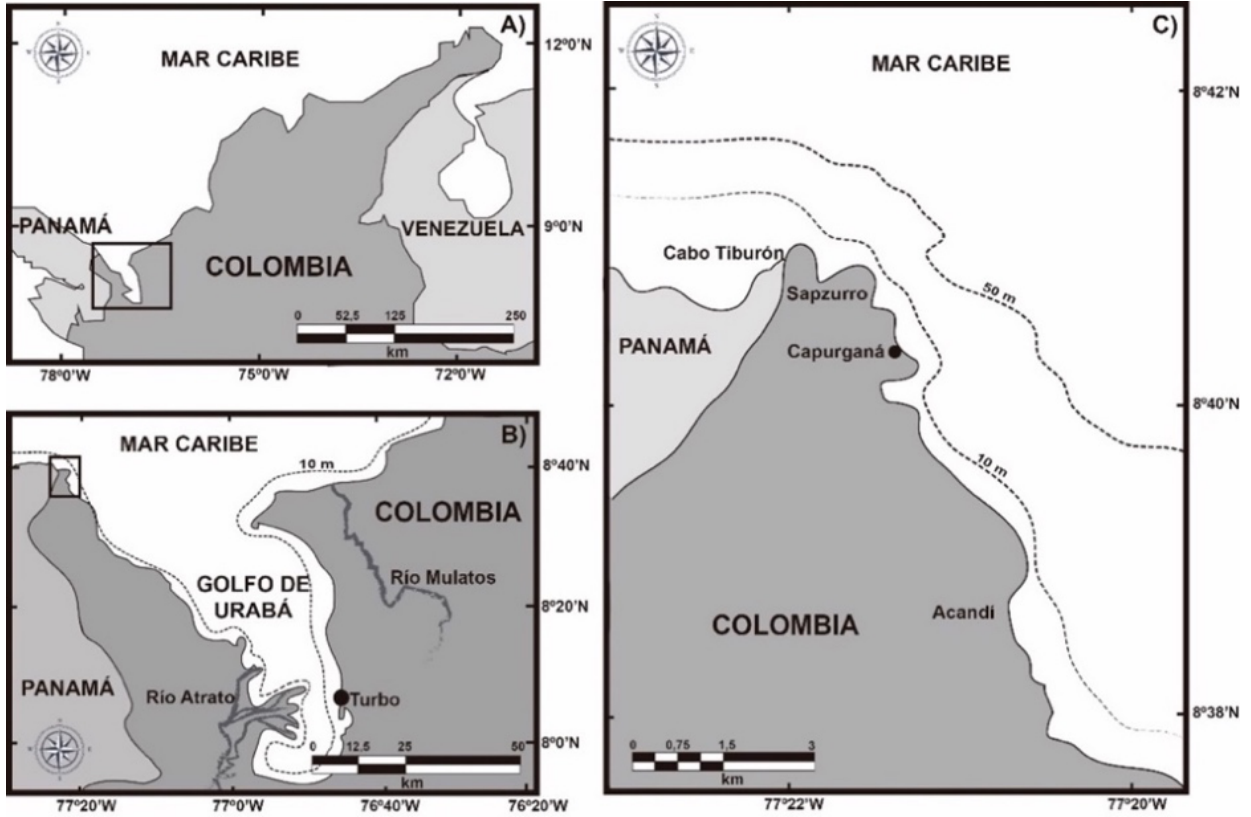 A)
MAR CARIBE
12º0'N
PANAMÁ
9º0'N
VENEZUELA
COLOMBIA
0 52,5 125 250
km
78º0'W 75º0'W 72º0'W
B)
MAR CARIBE
10 m
8º40'N
COLOMBIA
GOLFO DE
URABÁ
Río Mulatos
8º20'N
PANAMÁ
Río Atrato
Turbo
8º0'N
0 12,5 25 50
km
77º20'W 77º0'W 76º40'W 76º20'W
C)
MAR CARIBE
8º42'N
Cabo Tiburón
50 m
Sapzurro
PANAMÁ
Capurganá
8º40'N
10 m
Acandí
COLOMBIA
8º38'N
0 0,75 1,5 3
km
77º22'W 77º20'W